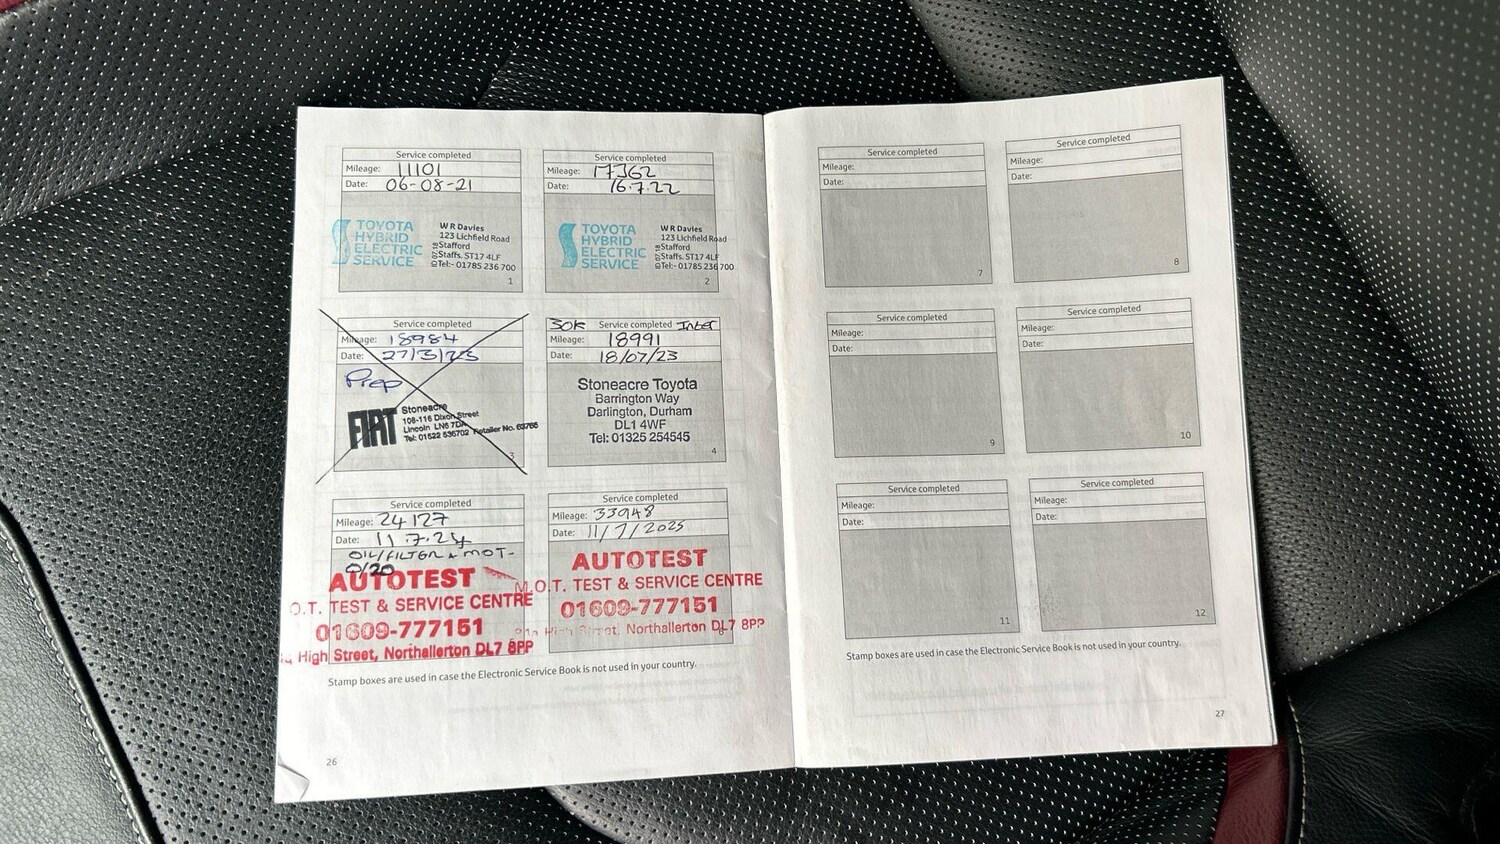 Service completed
Mileage: 11101
Date: 06-08-21
TOYOTA
HYBRID
ELECTRIC
SERVICE
W R Davies
123 Lichfield Road
Stafford
Staffs. ST17 4LF
Tel:- 01785 236 700
1
Service completed
Mileage: 17362
Date: 16.7.22
TOYOTA
HYBRID
ELECTRIC
SERVICE
W R Davies
123 Lichfield Road
Stafford
Staffs. ST17 4LF
Tel:- 01785 236 700
2
Service completed
Mileage: 18984
Date: 27/3/23
Prep
FIAT
Stoneacre
108-116 Dixon Street
Lincoln LN6 7DA
Tel: 01522 536702 Retailer No. 63765
3
30K Service completed Inter
Mileage: 18991
Date: 18/07/23
Stoneacre Toyota
Barrington Way
Darlington, Durham
DL1 4WF
Tel: 01325 254545
4
Service completed
Mileage: 24127
Date: 11.7.24
OIL/FILTER & MOT-
0/20
AUTOTEST
O.T. TEST & SERVICE CENTRE
01609-777151
High Street, Northallerton DL7 8PP
Service completed
Mileage: 33948
Date: 11/7/2025
AUTOTEST
M.O.T. TEST & SERVICE CENTRE
01609-777151
High Street, Northallerton DL7 8PP
Stamp boxes are used in case the Electronic Service Book is not used in your country.
26
Service completed
Mileage:
Date:
7
Service completed
Mileage:
Date:
8
Service completed
Mileage:
Date:
9
Service completed
Mileage:
Date:
10
Service completed
Mileage:
Date:
11
Service completed
Mileage:
Date:
12
Stamp boxes are used in case the Electronic Service Book is not used in your country.
27